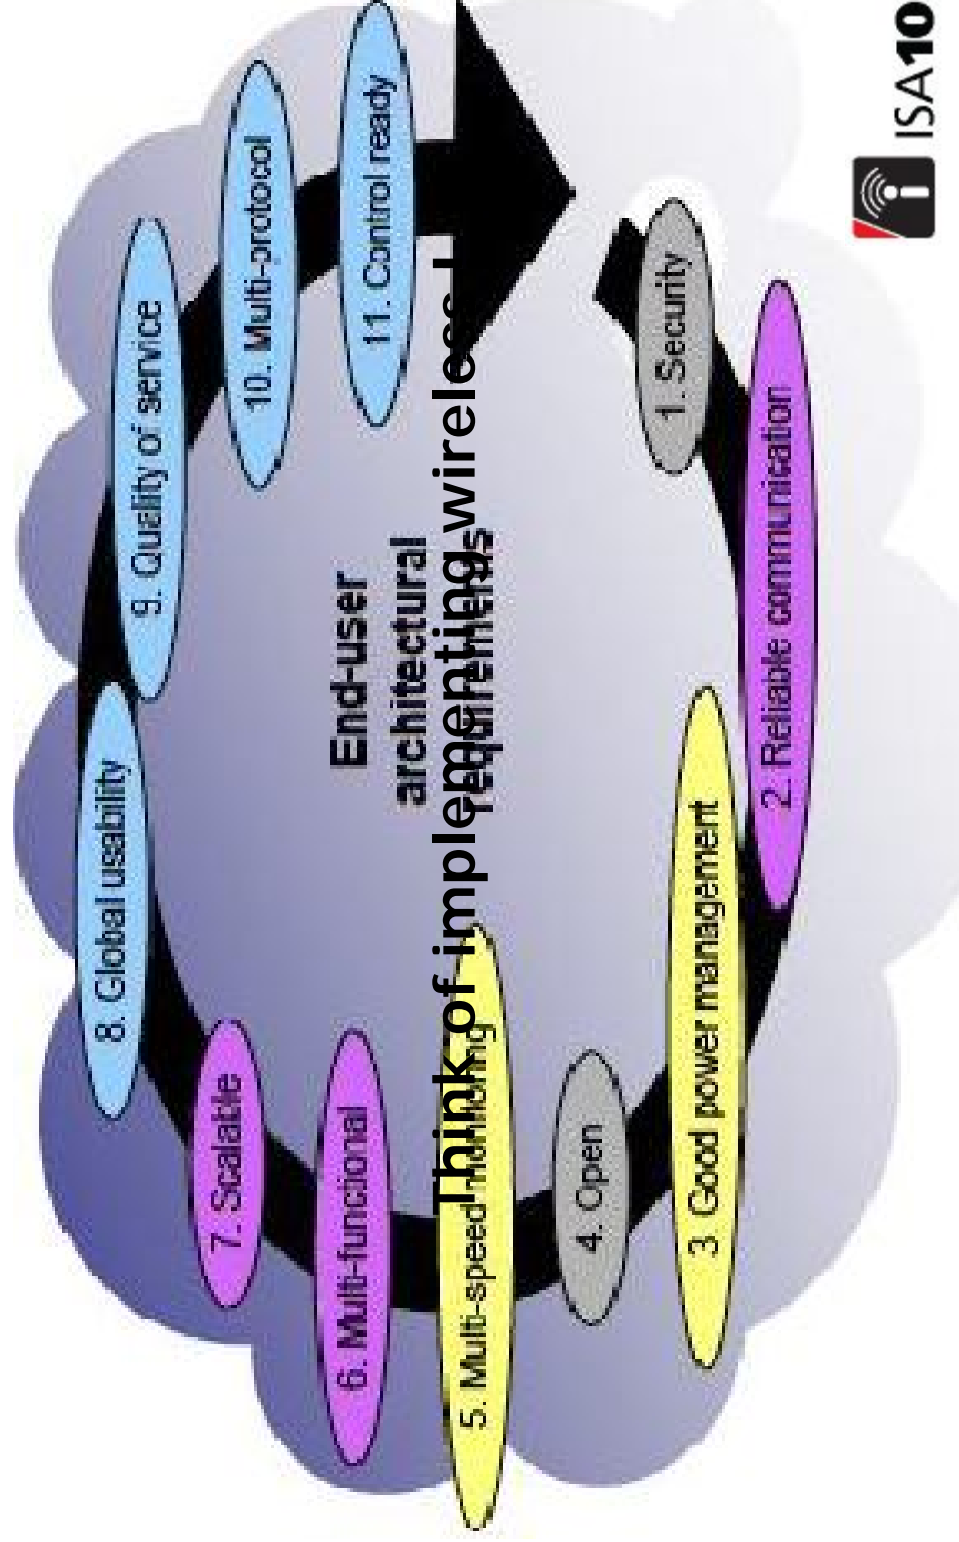 End-user
architectural
requirements
Think of implementing wireless
1. Security
2. Reliable communication
3 Good power management
4. Open
5. Multi-speed monitoring
6. Multi-functional
7. Scalable
8. Global usability
9. Quality of service
10. Multi-protocol
11. Control ready
ISA10